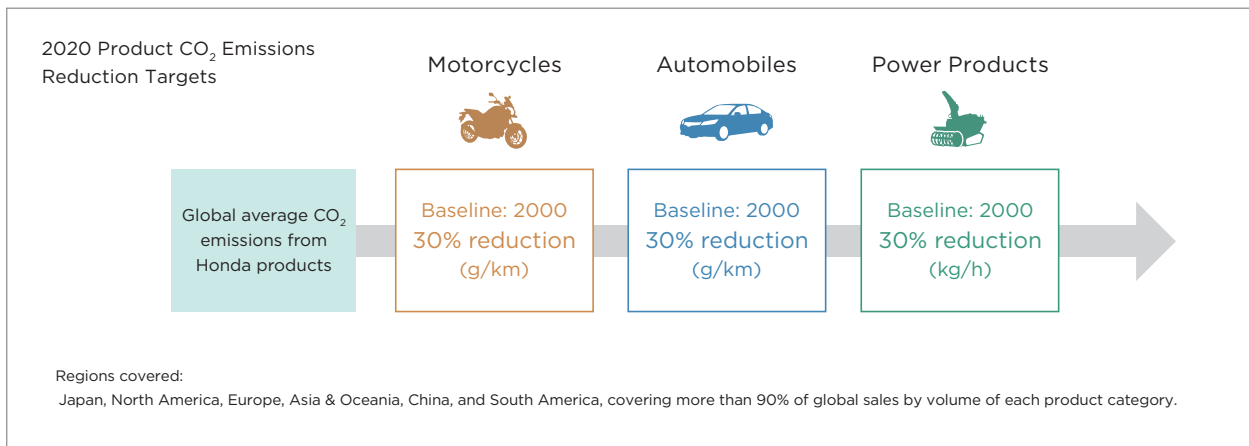 2020 Product CO₂ Emissions
Reduction Targets
Motorcycles
Automobiles
Power Products
Global average CO₂
emissions from
Honda products
Baseline: 2000
30% reduction
(g/km)
Baseline: 2000
30% reduction
(g/km)
Baseline: 2000
30% reduction
(kg/h)
Regions covered:
Japan, North America, Europe, Asia & Oceania, China, and South America, covering more than 90% of global sales by volume of each product category.